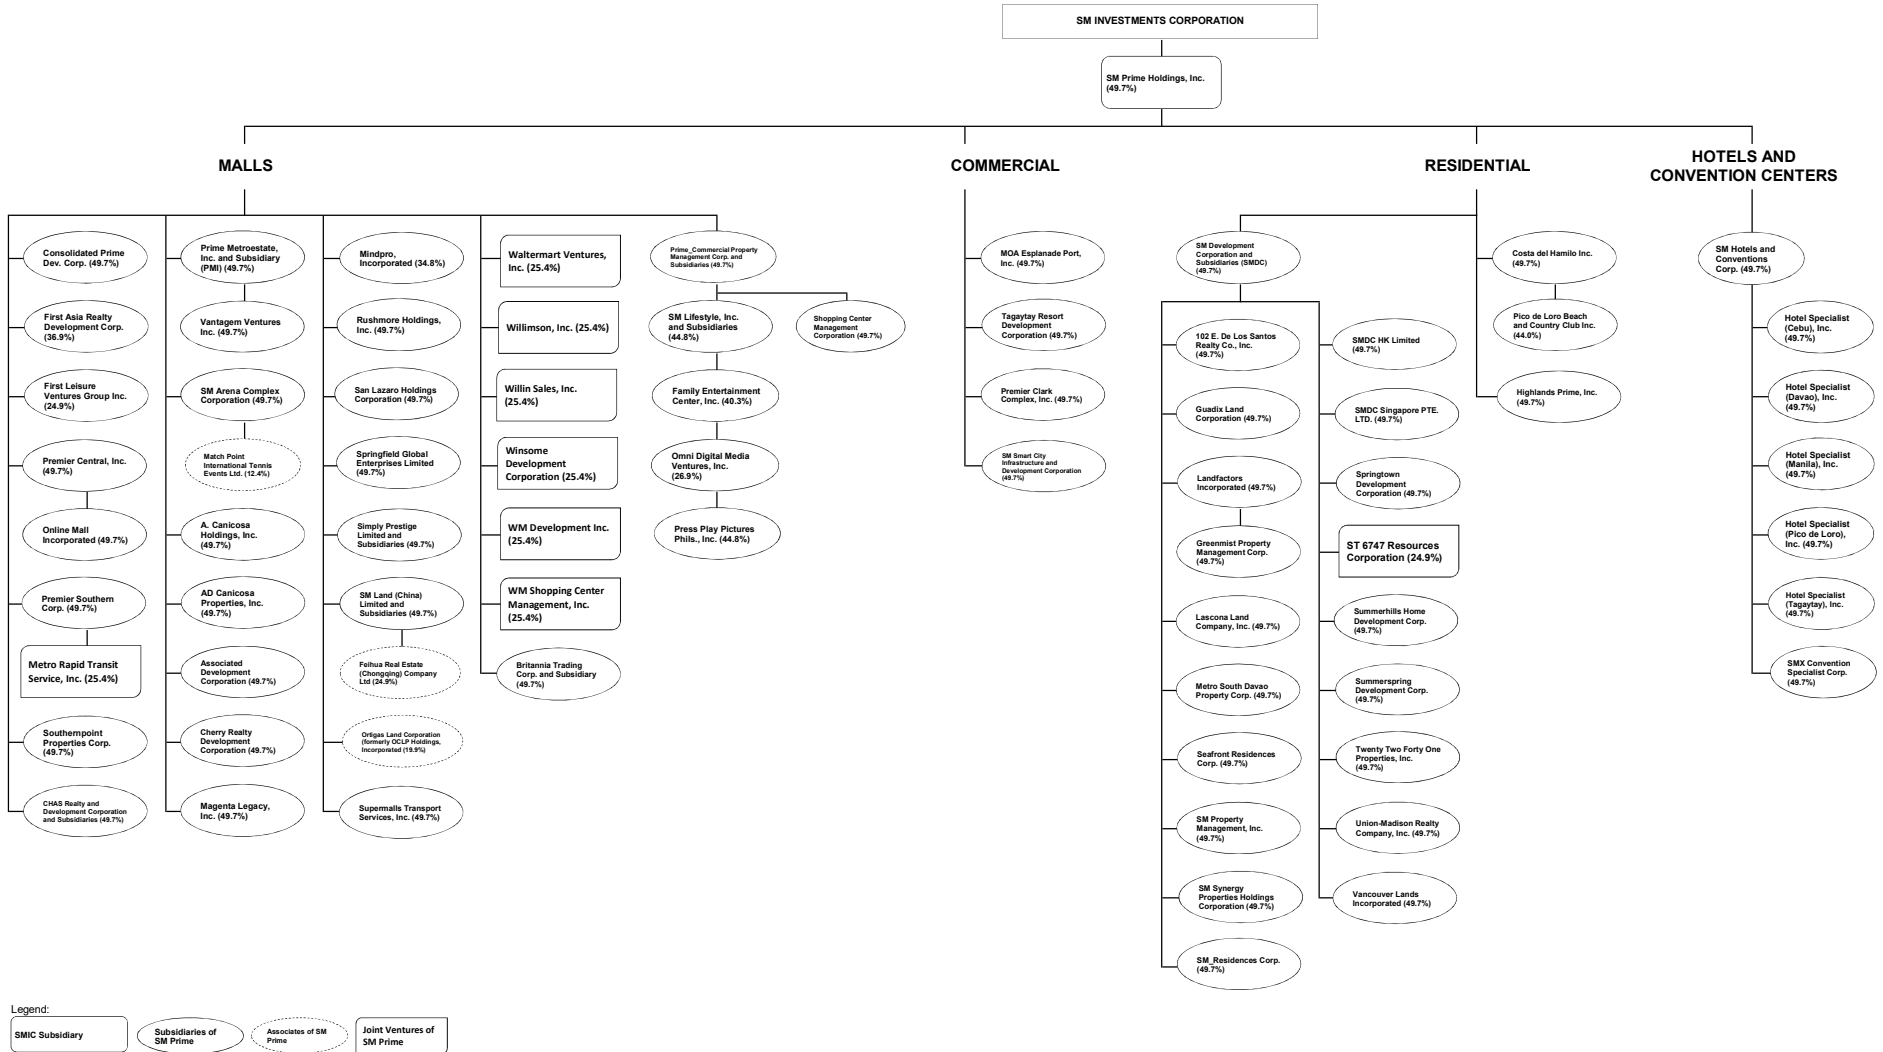 SM INVESTMENTS CORPORATION
SM Prime Holdings, Inc.
(49.7%)
MALLS
COMMERCIAL
RESIDENTIAL
HOTELS AND
CONVENTION CENTERS
Consolidated Prime
Dev. Corp. (49.7%)
First Asia Realty
Development Corp.
(36.9%)
First Leisure
Ventures Group Inc.
(24.9%)
Premier Central, Inc.
(49.7%)
Online Mall
Incorporated (49.7%)
Premier Southern
Corp. (49.7%)
Metro Rapid Transit
Service, Inc. (25.4%)
Southernpoint
Properties Corp.
(49.7%)
CHAS Realty and
Development Corporation
and Subsidiaries (49.7%)
Prime Metroestate,
Inc. and Subsidiary
(PMI) (49.7%)
Vantagem Ventures
Inc. (49.7%)
SM Arena Complex
Corporation (49.7%)
Match Point
International Tennis
Events Ltd. (12.4%)
A. Canicosa
Holdings, Inc.
(49.7%)
AD Canicosa
Properties, Inc.
(49.7%)
Associated
Development
Corporation (49.7%)
Cherry Realty
Development
Corporation (49.7%)
Magenta Legacy,
Inc. (49.7%)
Mindpro,
Incorporated (34.8%)
Rushmore Holdings,
Inc. (49.7%)
San Lazaro Holdings
Corporation (49.7%)
Springfield Global
Enterprises Limited
(49.7%)
Simply Prestige
Limited and
Subsidiaries (49.7%)
SM Land (China)
Limited and
Subsidiaries (49.7%)
Feihua Real Estate
(Chongqing) Company
Ltd (24.9%)
Ortigas Land Corporation
(formerly OCLP Holdings,
Incorporated (19.9%)
Supermalls Transport
Services, Inc. (49.7%)
Waltermart Ventures,
Inc. (25.4%)
Willimson, Inc. (25.4%)
Willin Sales, Inc.
(25.4%)
Winsome
Development
Corporation (25.4%)
WM Development Inc.
(25.4%)
WM Shopping Center
Management, Inc.
(25.4%)
Britannia Trading
Corp. and Subsidiary
(49.7%)
Prime_Commercial Property
Management Corp. and
Subsidiaries (49.7%)
SM Lifestyle, Inc.
and Subsidiaries
(44.8%)
Shopping Center
Management
Corporation (49.7%)
Family Entertainment
Center, Inc. (40.3%)
Omni Digital Media
Ventures, Inc.
(26.9%)
Press Play Pictures
Phils., Inc. (44.8%)
MOA Esplanade Port,
Inc. (49.7%)
Tagaytay Resort
Development
Corporation (49.7%)
Premier Clark
Complex, Inc. (49.7%)
SM Smart City
Infrastructure and
Development Corporation
(49.7%)
SM Development
Corporation and
Subsidiaries (SMDC)
(49.7%)
102 E. De Los Santos
Realty Co., Inc.
(49.7%)
Guadix Land
Corporation (49.7%)
Landfactors
Incorporated (49.7%)
Greenmist Property
Management Corp.
(49.7%)
Lascona Land
Company, Inc. (49.7%)
Metro South Davao
Property Corp. (49.7%)
Seafront Residences
Corp. (49.7%)
SM Property
Management, Inc.
(49.7%)
SM Synergy
Properties Holdings
Corporation (49.7%)
SM_Residences Corp.
(49.7%)
SMDC HK Limited
(49.7%)
SMDC Singapore PTE.
LTD. (49.7%)
Springtown
Development
Corporation (49.7%)
ST 6747 Resources
Corporation (24.9%)
Summerhills Home
Development Corp.
(49.7%)
Summerspring
Development Corp.
(49.7%)
Twenty Two Forty One
Properties, Inc.
(49.7%)
Union-Madison Realty
Company, Inc. (49.7%)
Vancouver Lands
Incorporated (49.7%)
Costa del Hamilo Inc.
(49.7%)
Pico de Loro Beach
and Country Club Inc.
(44.0%)
Highlands Prime, Inc.
(49.7%)
SM Hotels and
Conventions
Corp. (49.7%)
Hotel Specialist
(Cebu), Inc.
(49.7%)
Hotel Specialist
(Davao), Inc.
(49.7%)
Hotel Specialist
(Manila), Inc.
(49.7%)
Hotel Specialist
(Pico de Loro),
Inc. (49.7%)
Hotel Specialist
(Tagaytay), Inc.
(49.7%)
SMX Convention
Specialist Corp.
(49.7%)
Legend:
SMIC Subsidiary
Subsidiaries of
SM Prime
Associates of SM
Prime
Joint Ventures of
SM Prime